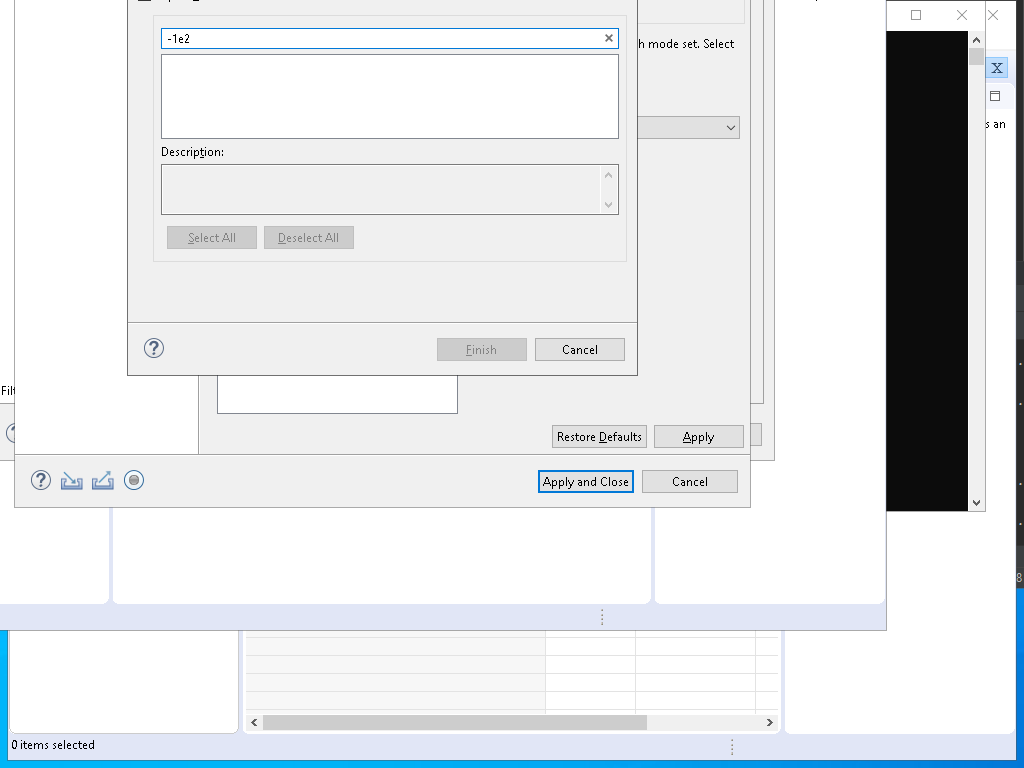 -1e2
h mode set. Select
X
s an
Description:
Select All
Deselect All
Finish
Cancel
Restore Defaults
Apply
Apply and Close
Cancel
8
0 items selected